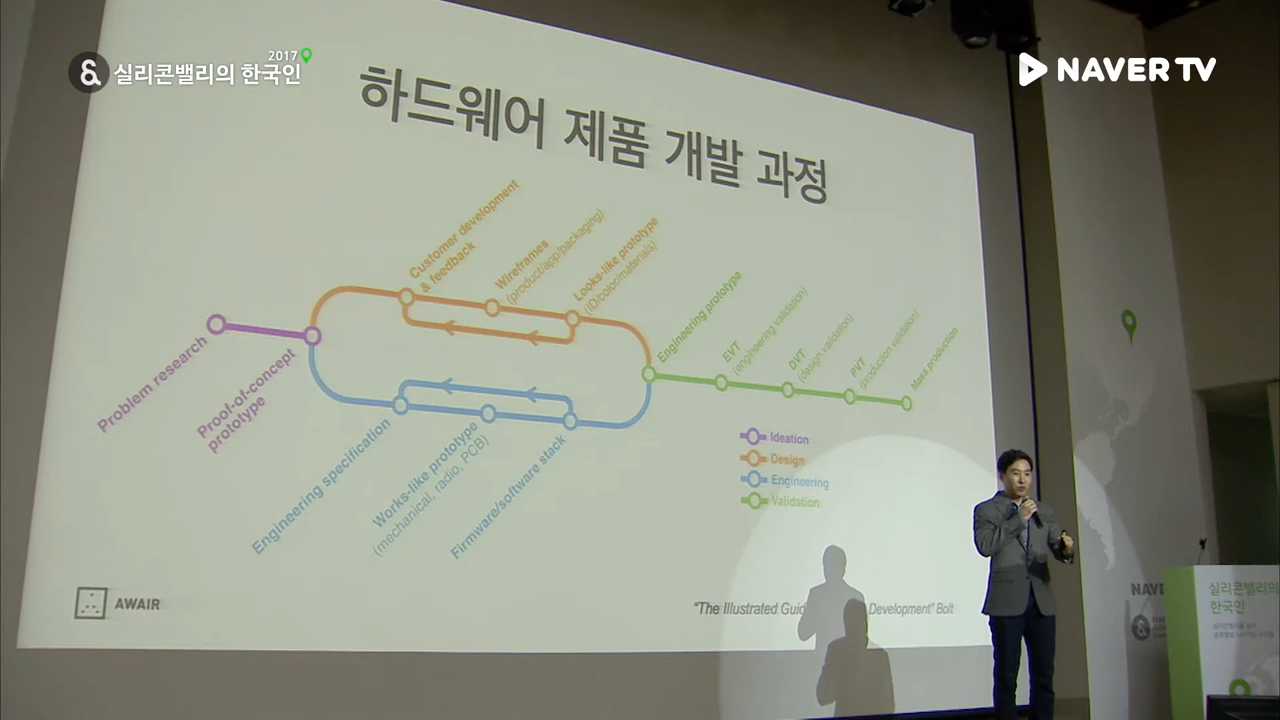 2017
& 실리콘밸리의 한국인
NAVER TV
하드웨어 제품 개발 과정
Customer development
& feedback
Wireframes
(product/app/packaging)
Looks-like prototype
(ID/color/materials)
Engineering prototype
EVT
(engineering validation)
DVT
(design validation)
PVT
(production validation)
Mass production
Problem research
Proof-of-concept
prototype
Engineering specification
Works-like prototype
(mechanical, radio, PCB)
Firmware/software stack
Ideation
Design
Engineering
Validation
AWAIR
"The Illustrated Development" Bolt
실리콘밸리의
한국인